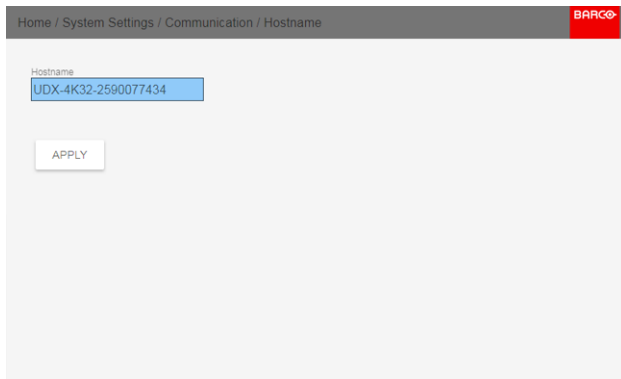 Home / System Settings / Communication / Hostname
BARCO
Hostname
UDX-4K32-2590077434
APPLY